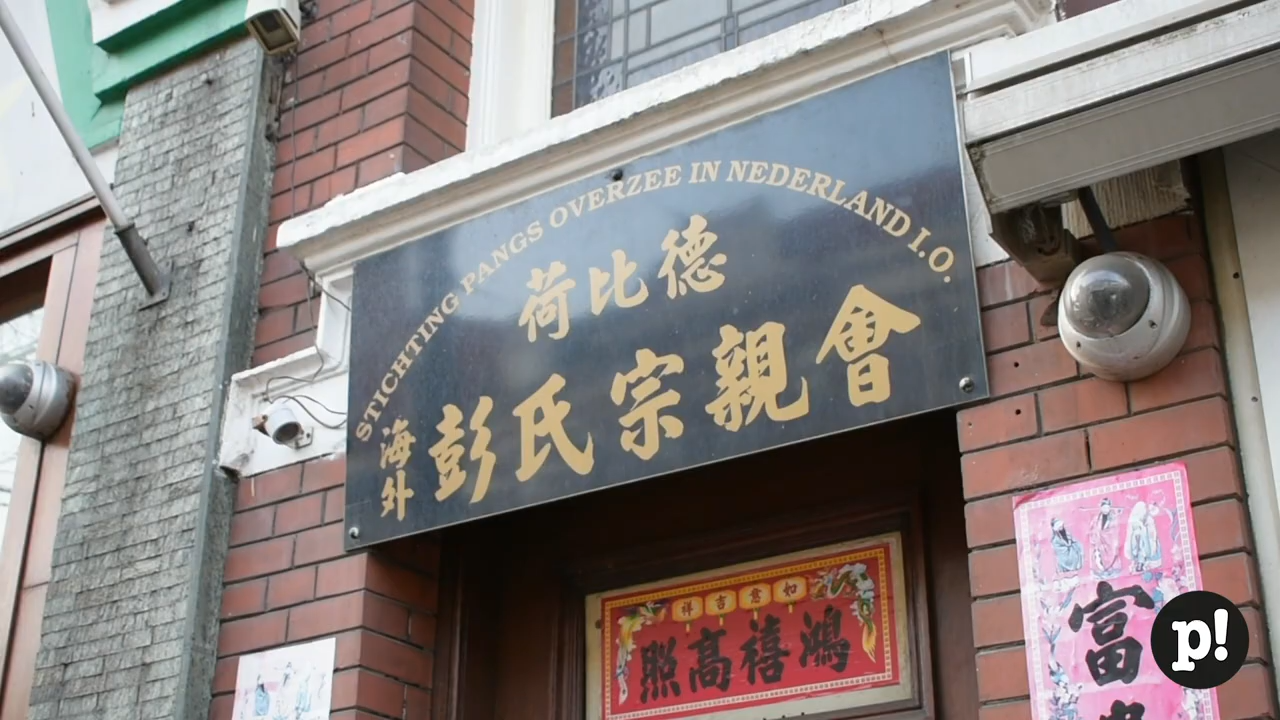 STICHTING PANGS OVERZEE IN NEDERLAND I.O.
荷比德
海外
彭氏宗親會
祥吉意如
照高禧鴻
富
p!